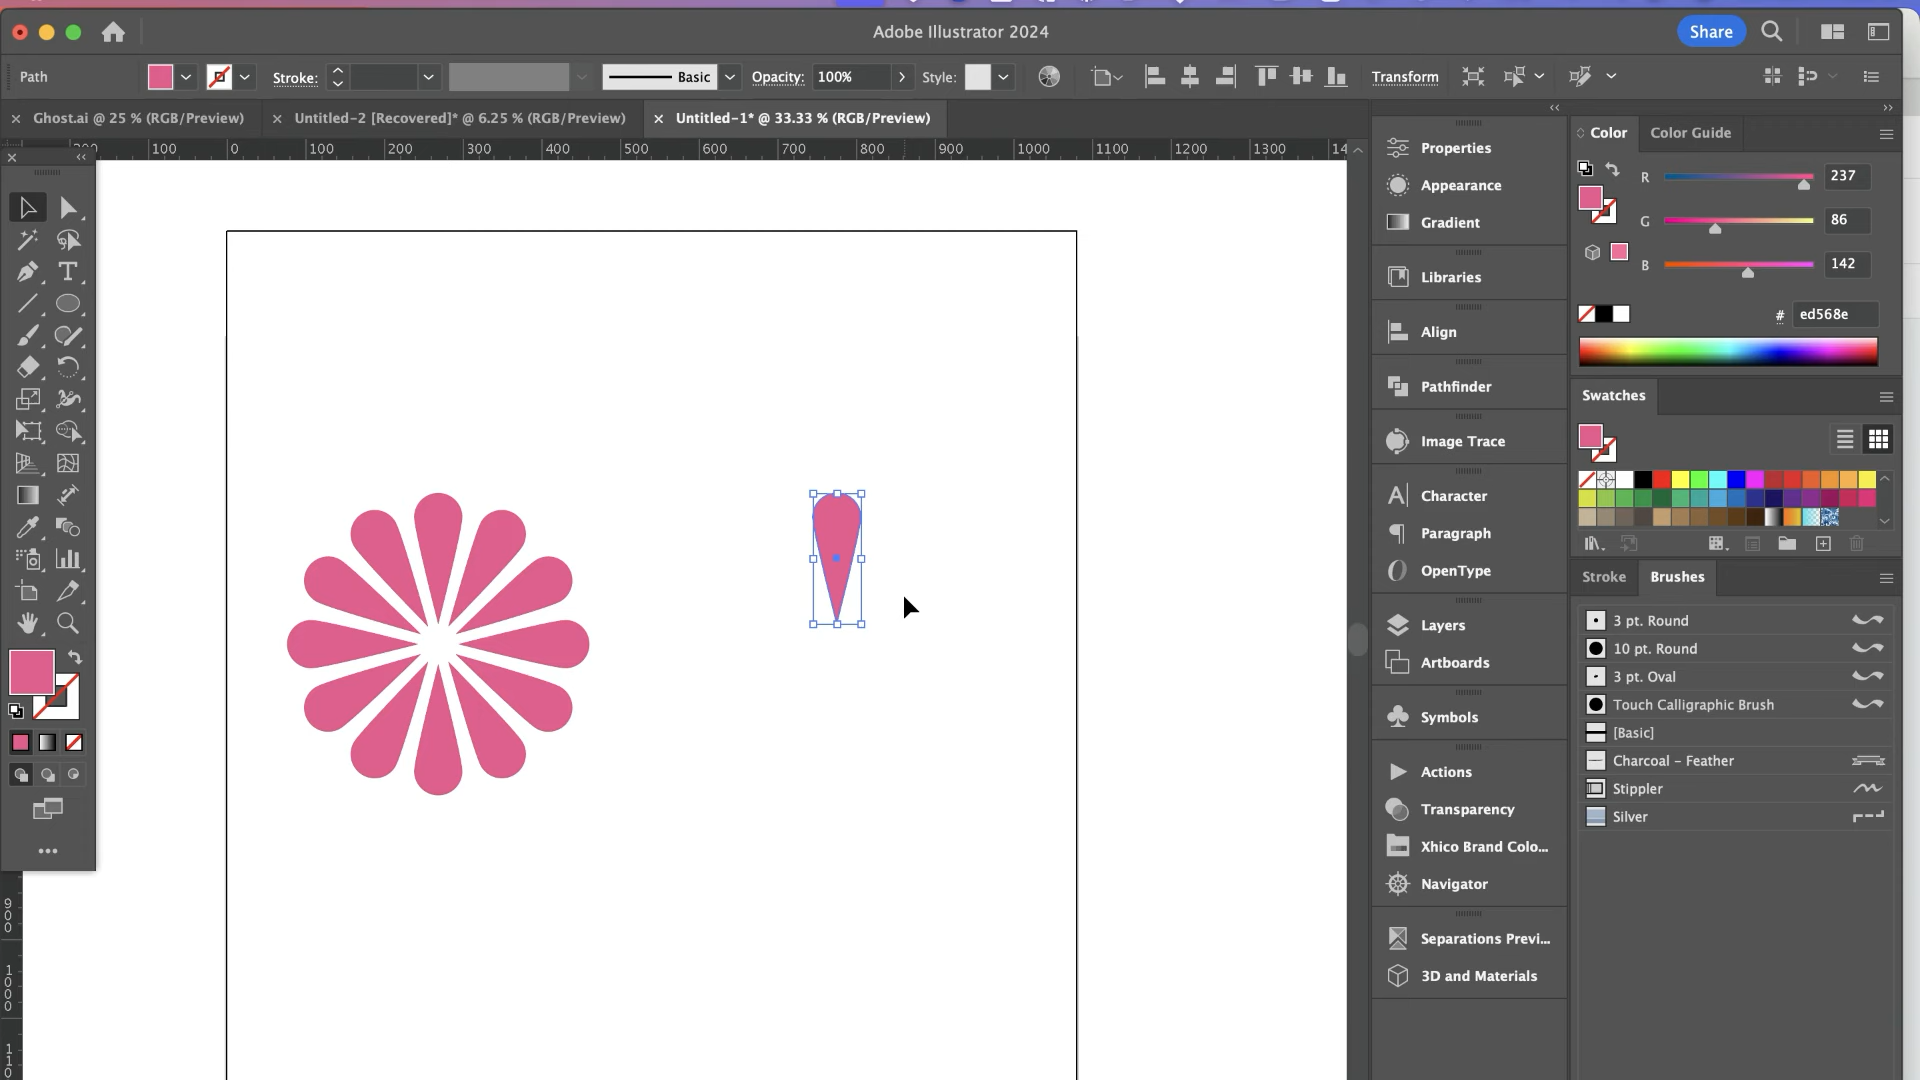 Adobe Illustrator 2024
Share
Path
Stroke:
Basic
Opacity:
100%
Style:
Transform
Ghost.ai @ 25 % (RGB/Preview)
Untitled-2 [Recovered]* @ 6.25 % (RGB/Preview)
Untitled-1* @ 33.33 % (RGB/Preview)
100 0 100 200 300 400 500 600 700 800 900 1000 1100 1200 1300 14
Properties
Appearance
Gradient
Libraries
Align
Pathfinder
Image Trace
Character
Paragraph
OpenType
Layers
Artboards
Symbols
Actions
Transparency
Xhico Brand Colo...
Navigator
Separations Previ...
3D and Materials
Color
Color Guide
R 237
G 86
B 142
# ed568e
Swatches
Stroke
Brushes
3 pt. Round
10 pt. Round
3 pt. Oval
Touch Calligraphic Brush
[Basic]
Charcoal – Feather
Stippler
Silver
900
1000
110